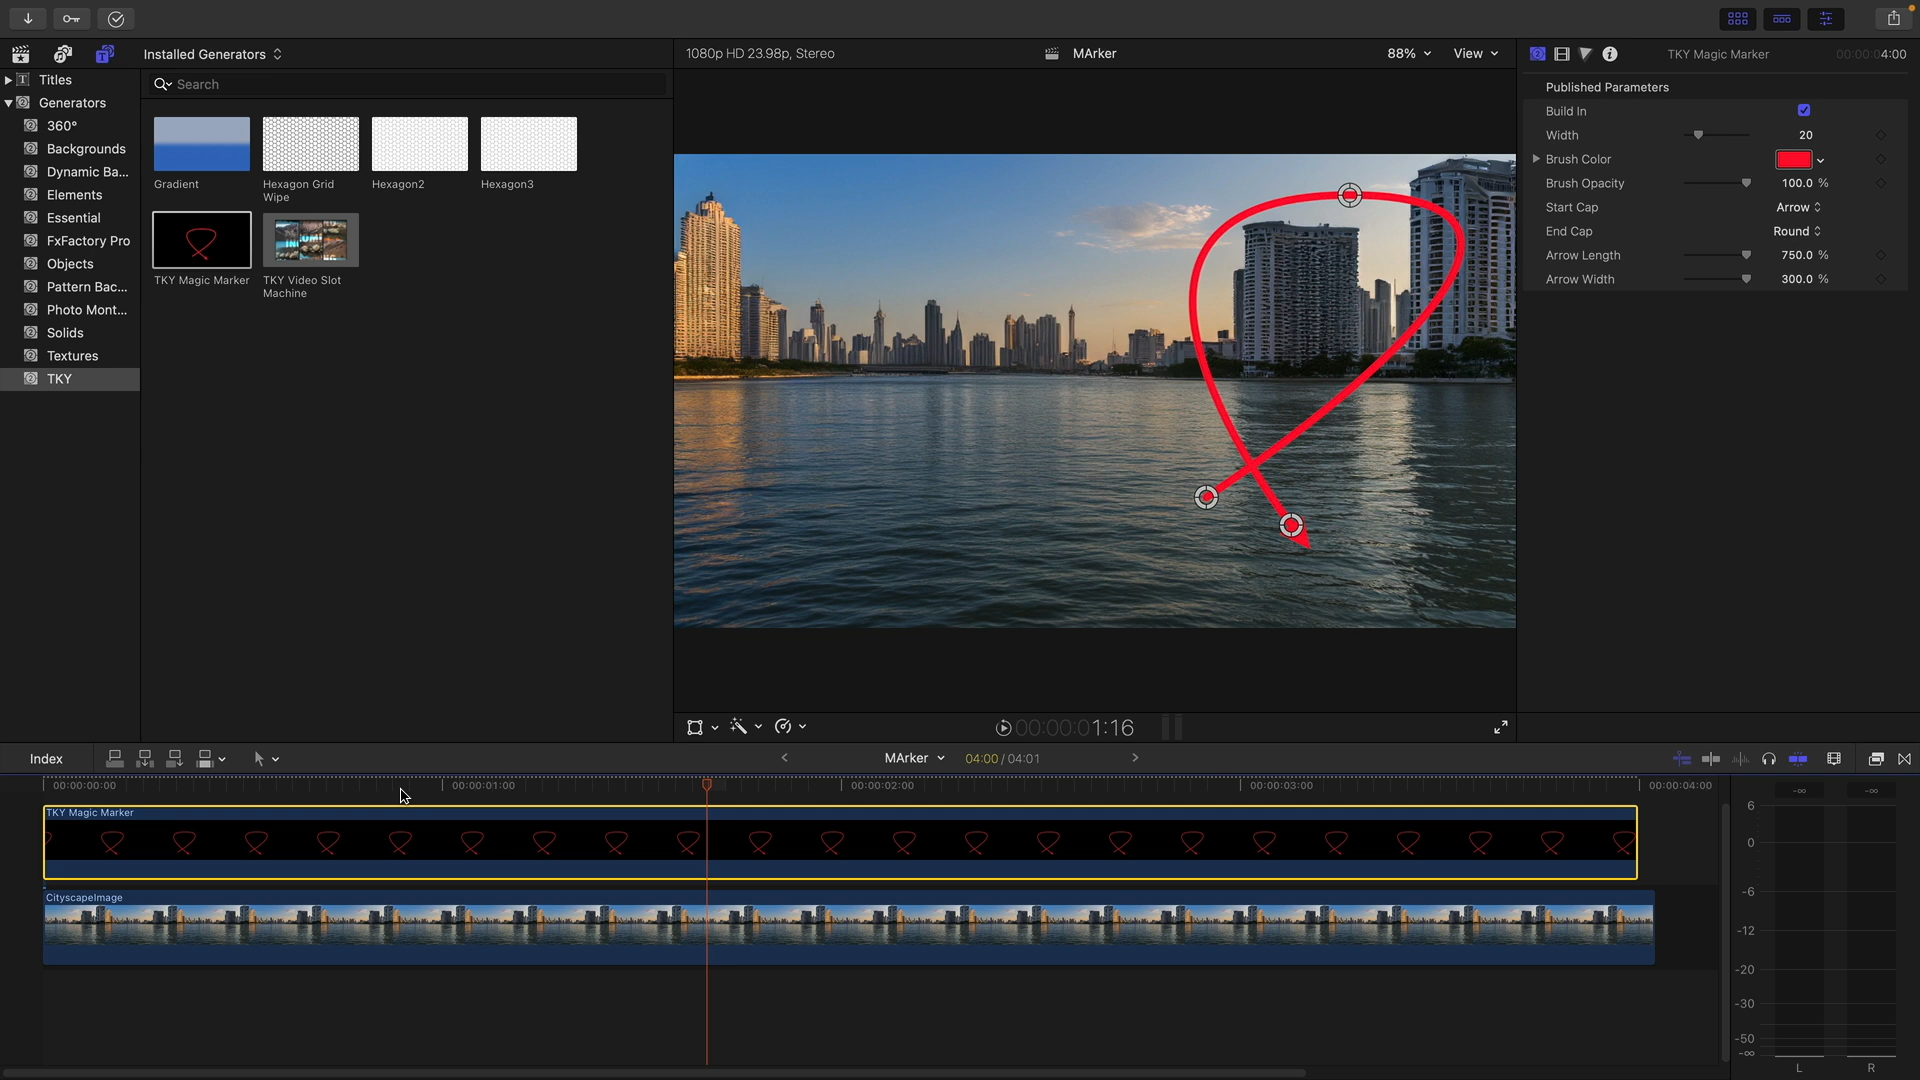 Installed Generators
1080p HD 23.98p, Stereo
MArker
88%
View
TKY Magic Marker
00:00:04:00
Titles
Generators
360°
Backgrounds
Dynamic Ba...
Elements
Essential
FxFactory Pro
Objects
Pattern Bac...
Photo Mont...
Solids
Textures
TKY
Search
Gradient
Hexagon Grid
Wipe
Hexagon2
Hexagon3
TKY Magic Marker
TKY Video Slot
Machine
Published Parameters
Build In
Width
20
Brush Color
Brush Opacity
100.0 %
Start Cap
Arrow
End Cap
Round
Arrow Length
750.0 %
Arrow Width
300.0 %
00:00:01:16
Index
MArker
04:00 / 04:01
00:00:00:00
00:00:01:00
00:00:02:00
00:00:03:00
00:00:04:00
TKY Magic Marker
CityscapeImage
-∞
-∞
6
0
-6
-12
-20
-30
-50
-∞
L
R